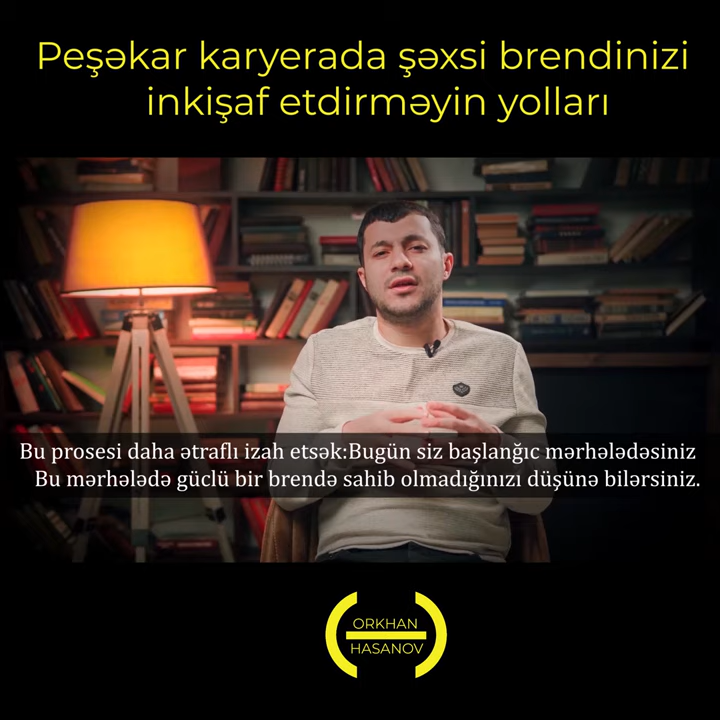 Peşəkar karyerada şəxsi brendinizi
inkişaf etdirməyin yolları
Bu prosesi daha ətraflı izah etsək:Bugün siz başlanğıc mərhələdəsiniz
Bu mərhələdə güclü bir brendə sahib olmadığınızı düşünə bilərsiniz.
ORKHAN
HASANOV